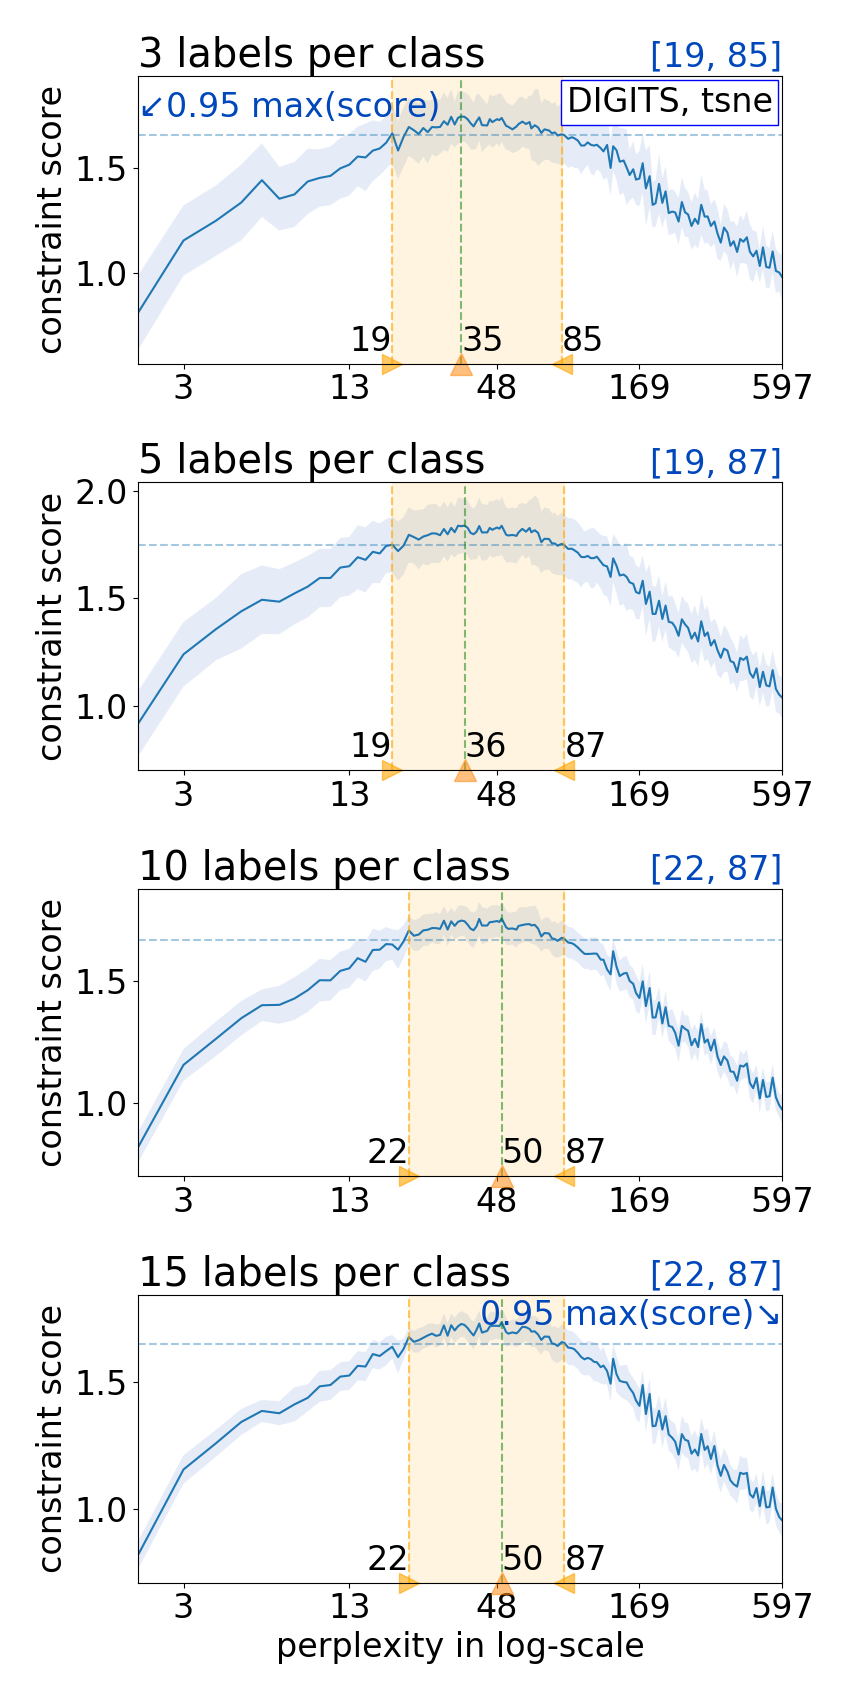 3 labels per class [19, 85]
↙0.95 max(score)
DIGITS, tsne
constraint score
1.5
1.0
19 35 85
3 13 48 169 597
5 labels per class [19, 87]
constraint score
2.0
1.5
1.0
19 36 87
3 13 48 169 597
10 labels per class [22, 87]
constraint score
1.5
1.0
22 50 87
3 13 48 169 597
15 labels per class [22, 87]
0.95 max(score)↘
constraint score
1.5
1.0
22 50 87
3 13 48 169 597
perplexity in log-scale